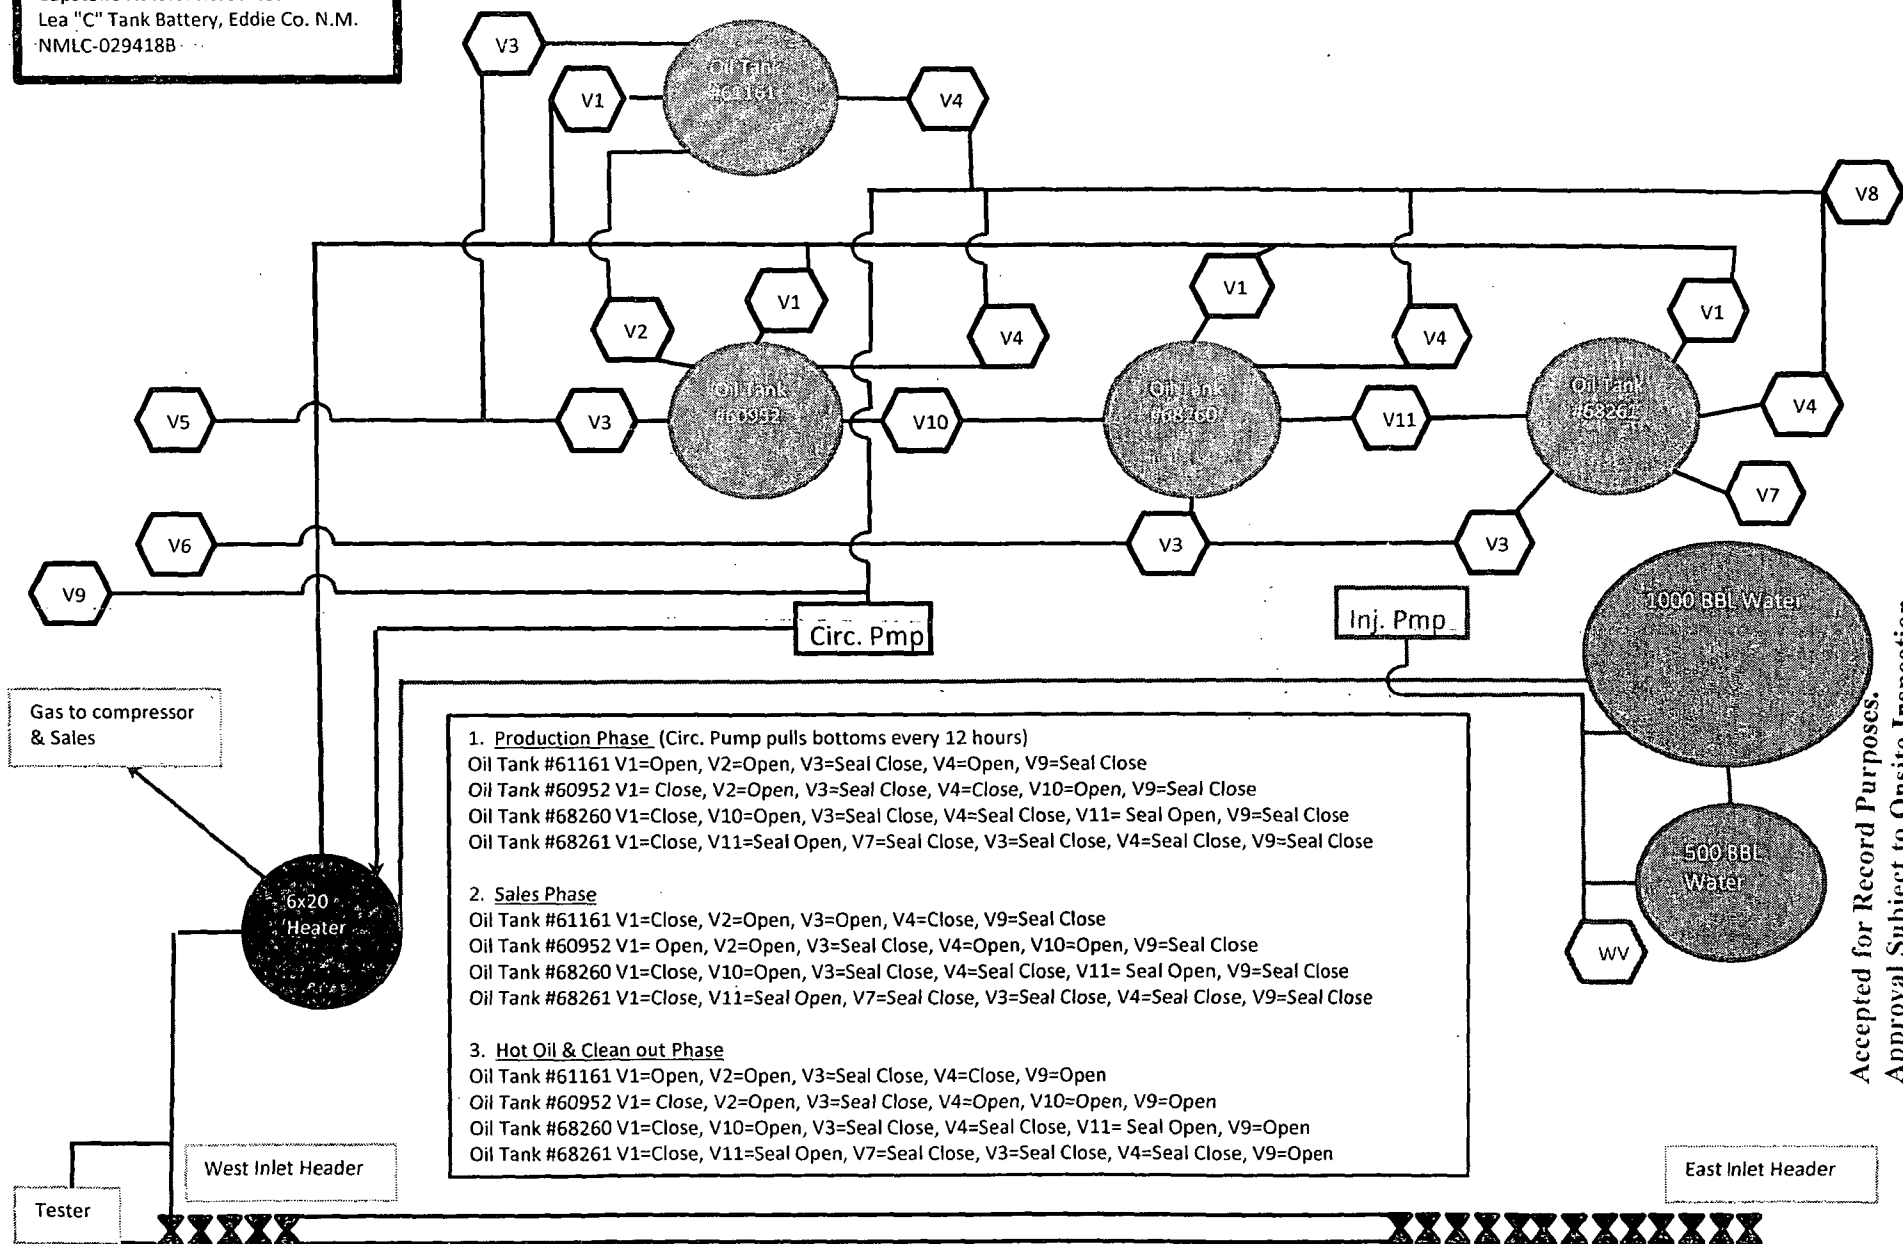 Lea "C" Tank Battery, Eddie Co. N.M.
NMLC-029418B
V3
V1
Oil Tank
#61161
V4
V8
V2
V1
V4
V1
V4
V1
V5
V3
Oil Tank
#60952
V10
Oil Tank
#68260
V11
Oil Tank
#68261
V4
V7
V6
V3
V3
V9
Circ. Pmp
Inj. Pmp
1000 BBL Water
500 BBL
Water
WV
Gas to compressor
& Sales
6x20
Heater
1. Production Phase (Circ. Pump pulls bottoms every 12 hours)
Oil Tank #61161 V1=Open, V2=Open, V3=Seal Close, V4=Open, V9=Seal Close
Oil Tank #60952 V1= Close, V2=Open, V3=Seal Close, V4=Close, V10=Open, V9=Seal Close
Oil Tank #68260 V1=Close, V10=Open, V3=Seal Close, V4=Seal Close, V11= Seal Open, V9=Seal Close
Oil Tank #68261 V1=Close, V11=Seal Open, V7=Seal Close, V3=Seal Close, V4=Seal Close, V9=Seal Close
2. Sales Phase
Oil Tank #61161 V1=Close, V2=Open, V3=Open, V4=Close, V9=Seal Close
Oil Tank #60952 V1= Open, V2=Open, V3=Seal Close, V4=Open, V10=Open, V9=Seal Close
Oil Tank #68260 V1=Close, V10=Open, V3=Seal Close, V4=Seal Close, V11= Seal Open, V9=Seal Close
Oil Tank #68261 V1=Close, V11=Seal Open, V7=Seal Close, V3=Seal Close, V4=Seal Close, V9=Seal Close
3. Hot Oil & Clean out Phase
Oil Tank #61161 V1=Open, V2=Open, V3=Seal Close, V4=Close, V9=Open
Oil Tank #60952 V1= Close, V2=Open, V3=Seal Close, V4=Open, V10=Open, V9=Open
Oil Tank #68260 V1=Close, V10=Open, V3=Seal Close, V4=Seal Close, V11= Seal Open, V9=Open
Oil Tank #68261 V1=Close, V11=Seal Open, V7=Seal Close, V3=Seal Close, V4=Seal Close, V9=Open
Accepted for Record Purposes.
Approval Subject to Onsite Inspection
West Inlet Header
East Inlet Header
Tester